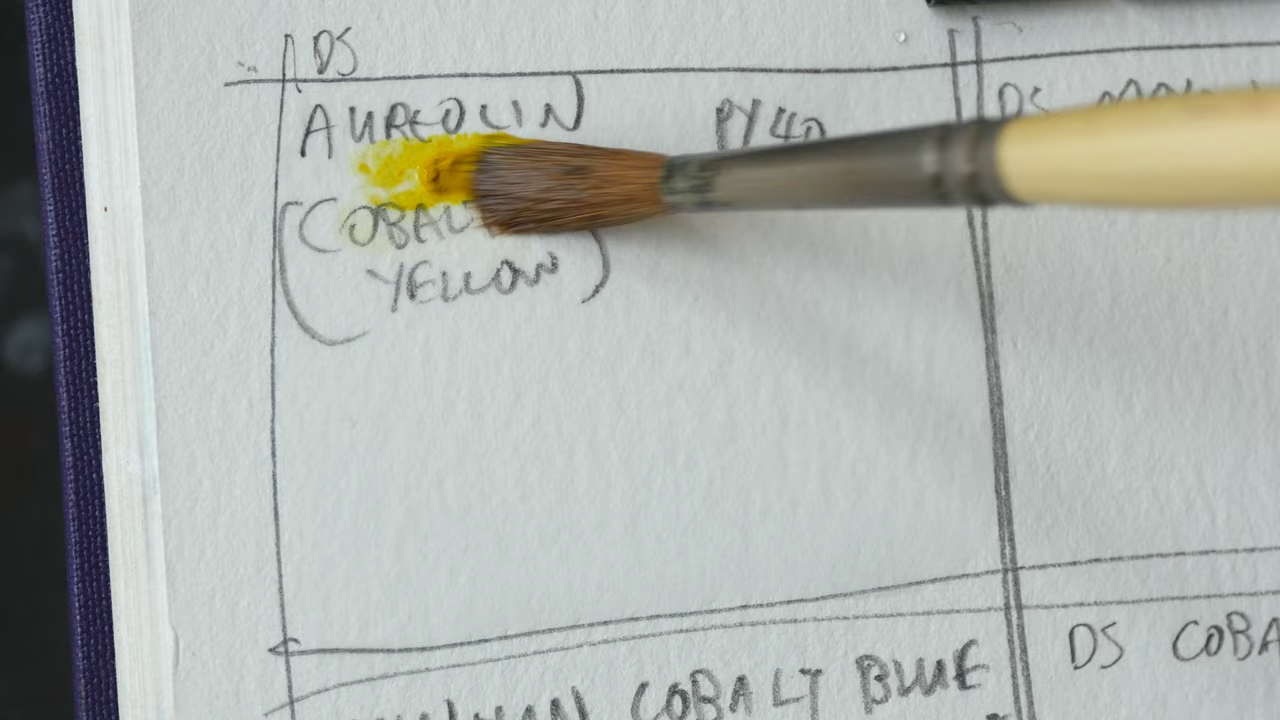 DS
AUREOLIN PY40
(COBALT
YELLOW)
DS
COBALT BLUE
DS COBA